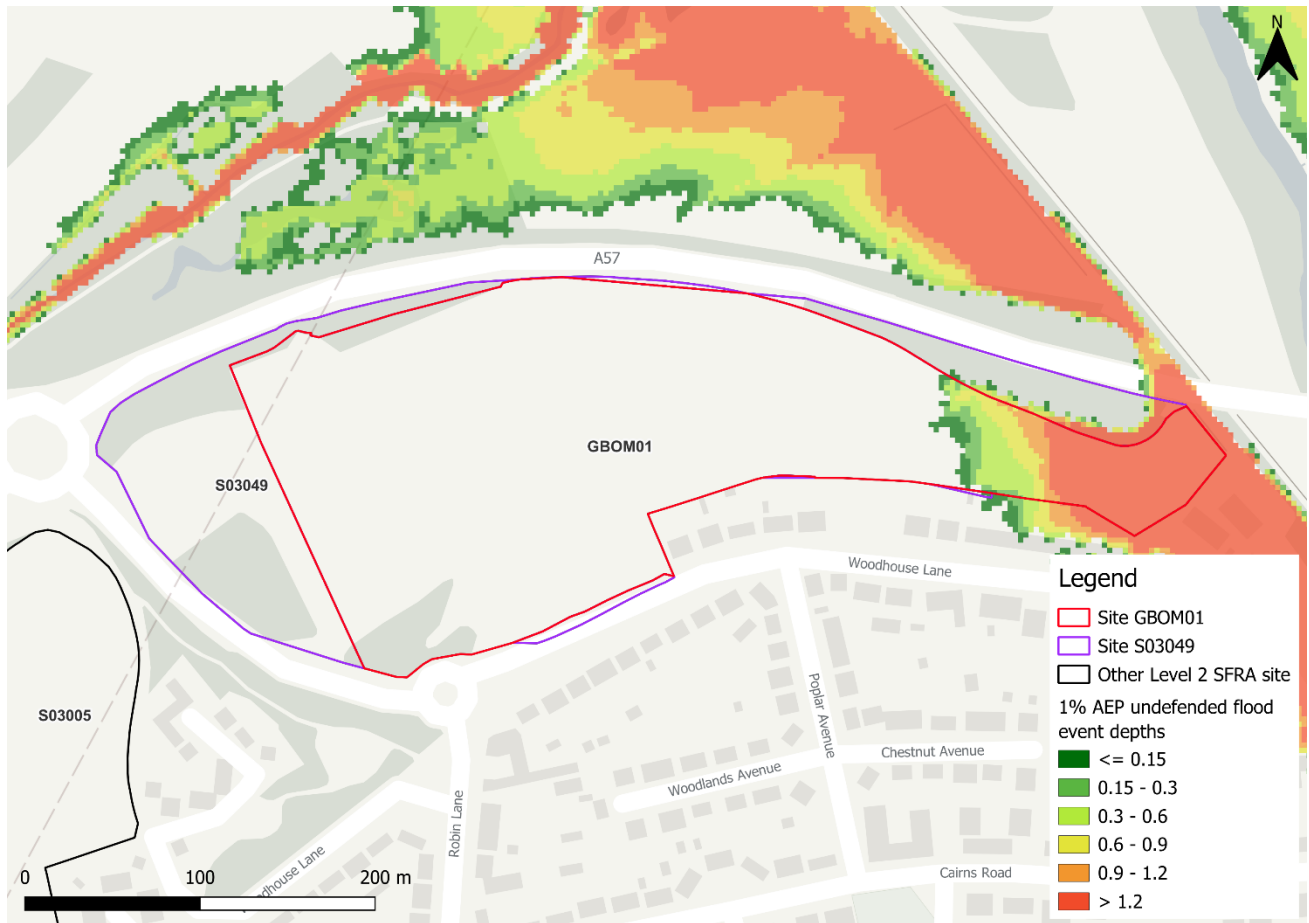 N
A57
GBOM01
S03049
Woodhouse Lane
S03005
Poplar Avenue
Chestnut Avenue
Woodlands Avenue
Robin Lane
Cairns Road
0 100 200 m
Legend
Site GBOM01
Site S03049
Other Level 2 SFRA site
1% AEP undefended flood
event depths
<= 0.15
0.15 - 0.3
0.3 - 0.6
0.6 - 0.9
0.9 - 1.2
> 1.2